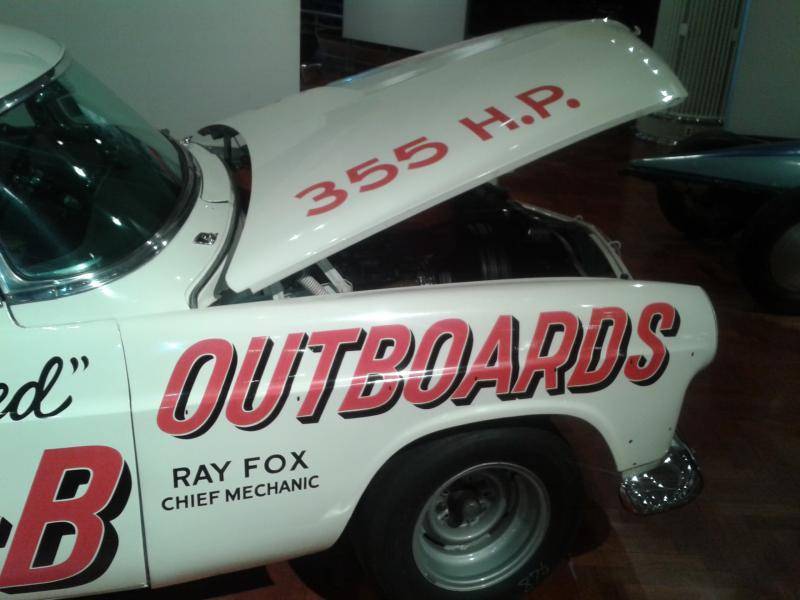 355 H.P.
OUTBOARDS
ed”
B
RAY FOX
CHIEF MECHANIC